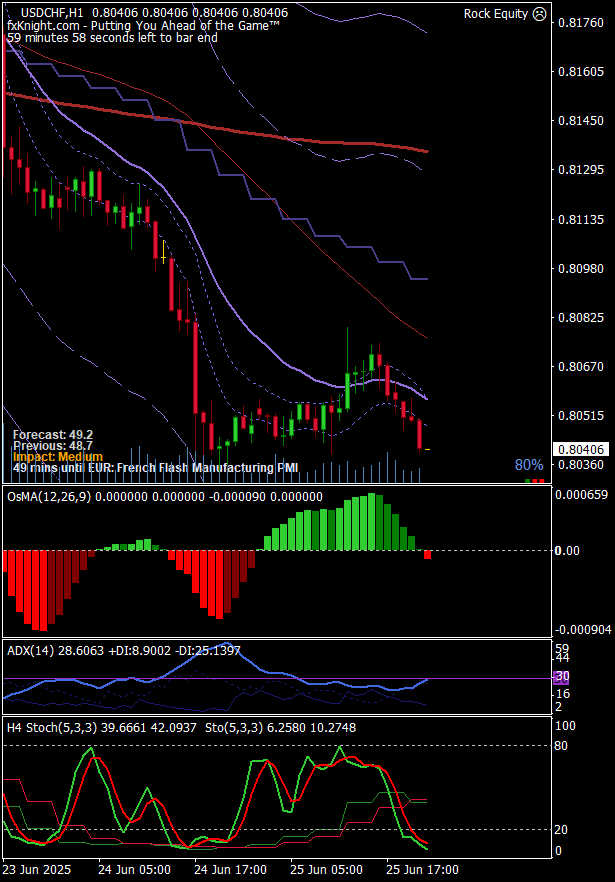 USDCHF,H1 0.80406 0.80406 0.80406 0.80406
Rock Equity
fxKnight.com - Putting You Ahead of the Game™
59 minutes 58 seconds left to bar end
0.81760
0.81605
0.81450
0.81295
0.81135
0.80980
0.80825
0.80670
0.80515
0.80406
0.80360
Forecast: 49.2
Previous: 48.7
Impact: Medium
49 mins until EUR: French Flash Manufacturing PMI
80%
OsMA(12,26,9) 0.000000 0.000000 -0.000090 0.000000
0.000659
0.00
-0.000904
ADX(14) 28.6063 +DI:8.9002 -DI:25.1397
59
44
30
16
2
H4 Stoch(5,3,3) 39.6661 42.0937 Sto(5,3,3) 6.2580 10.2748
100
80
20
0
23 Jun 2025 24 Jun 05:00 24 Jun 17:00 25 Jun 05:00 25 Jun 17:00